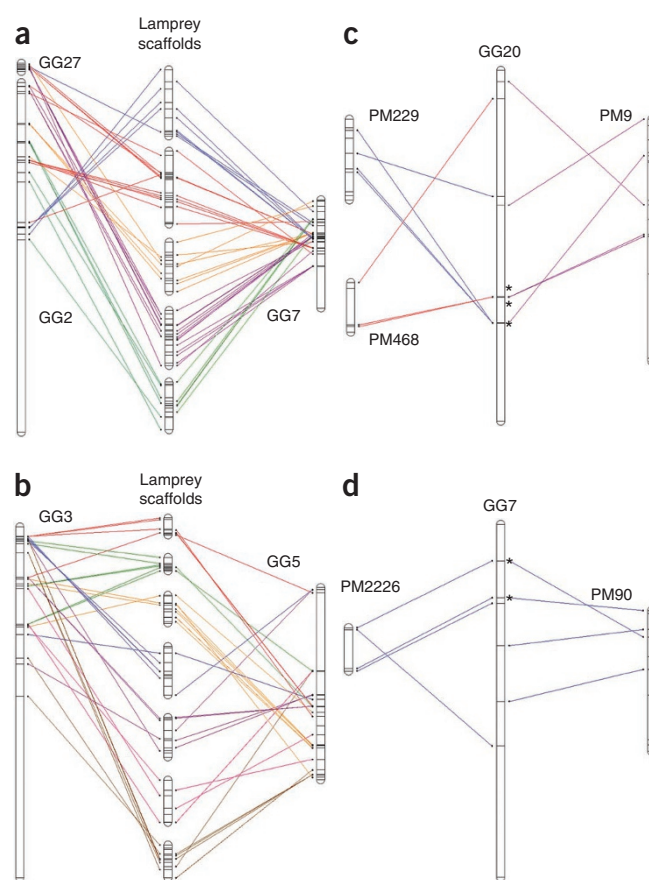 a
Lamprey
scaffolds
GG27
GG2
GG7
c
GG20
PM229
PM9
*
*
*
PM468
b
Lamprey
scaffolds
GG3
GG5
d
GG7
PM2226
*
*
PM90